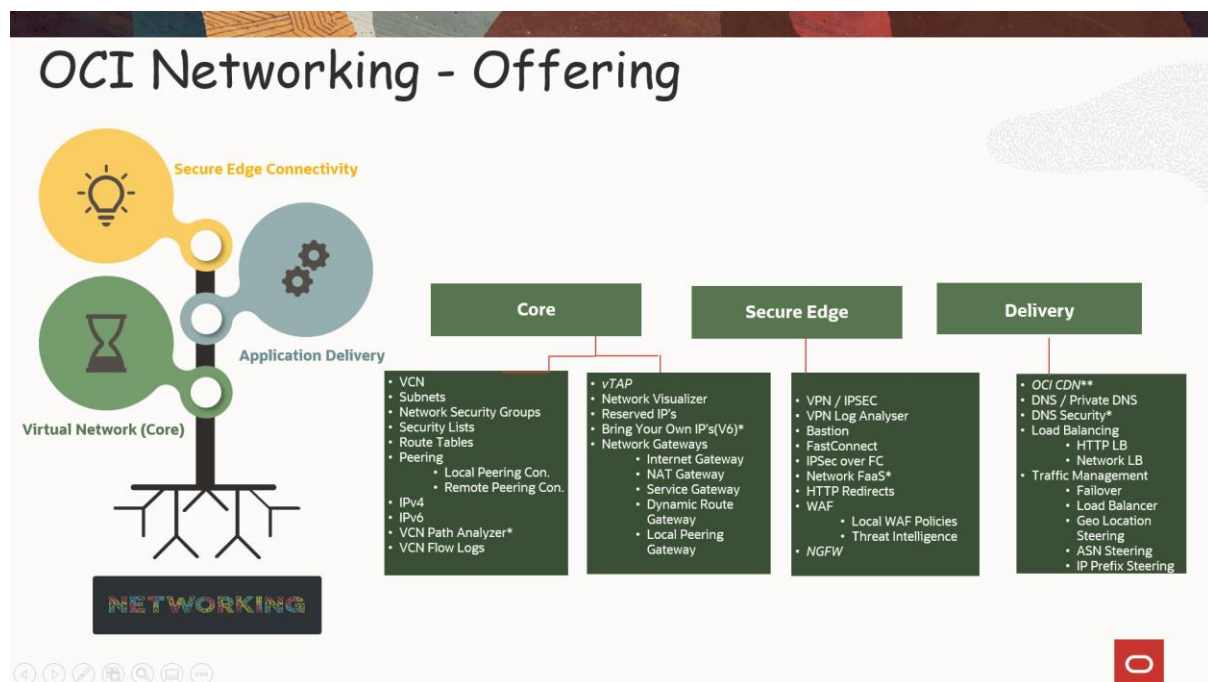 OCI Networking - Offering
Secure Edge Connectivity
Application Delivery
Virtual Network (Core)
NETWORKING
Core
• VCN
• Subnets
• Network Security Groups
• Security Lists
• Route Tables
• Peering
• Local Peering Con.
• Remote Peering Con.
• IPv4
• IPv6
• VCN Path Analyzer*
• VCN Flow Logs
• vTAP
• Network Visualizer
• Reserved IP's
• Bring Your Own IP's(V6)*
• Network Gateways
• Internet Gateway
• NAT Gateway
• Service Gateway
• Dynamic Route
Gateway
• Local Peering
Gateway
Secure Edge
• VPN / IPSEC
• VPN Log Analyser
• Bastion
• FastConnect
• IPSec over FC
• Network FaaS*
• HTTP Redirects
• WAF
• Local WAF Policies
• Threat Intelligence
• NGFW
Delivery
• OCI CDN**
• DNS / Private DNS
• DNS Security*
• Load Balancing
• HTTP LB
• Network LB
• Traffic Management
• Failover
• Load Balancer
• Geo Location
Steering
• ASN Steering
• IP Prefix Steering